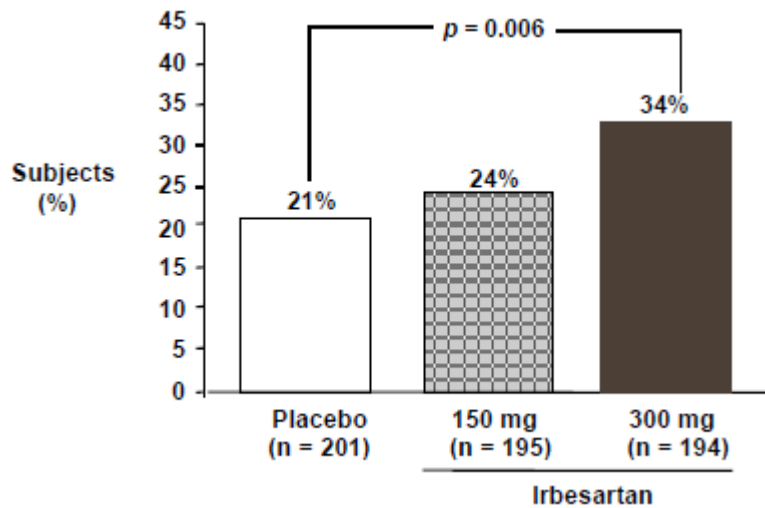 45
40
35
30
25
20
15
10
5
0
Subjects
(%)
p = 0.006
21%
24%
34%
Placebo
(n = 201)
150 mg
(n = 195)
300 mg
(n = 194)
Irbesartan